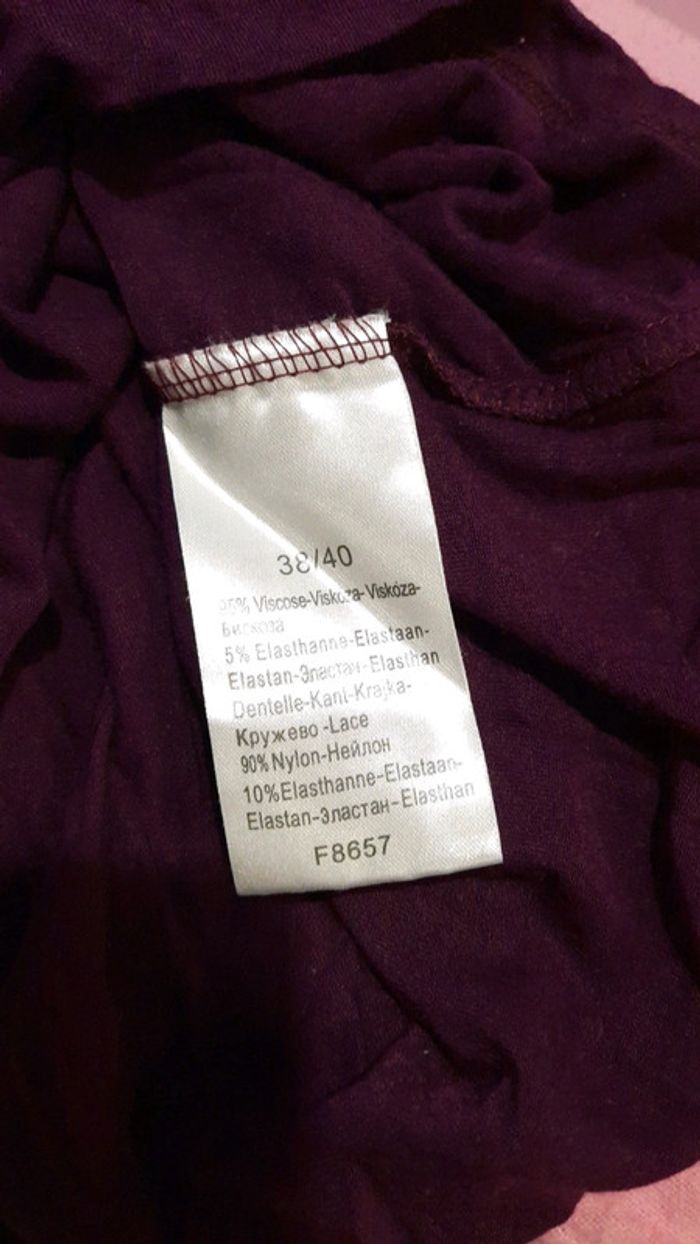 38/40
95% Viscose-Viskoza-Viskóza-
Бискоза
5% Elasthanne-Elastaan-
Elastan-Эластан-Elasthan
Dentelle-Kant-Krajka-
Кружево -Lace
90% Nylon-Нейлон
10%Elasthanne-Elastaan-
Elastan-Эластан-Elasthan
F8657